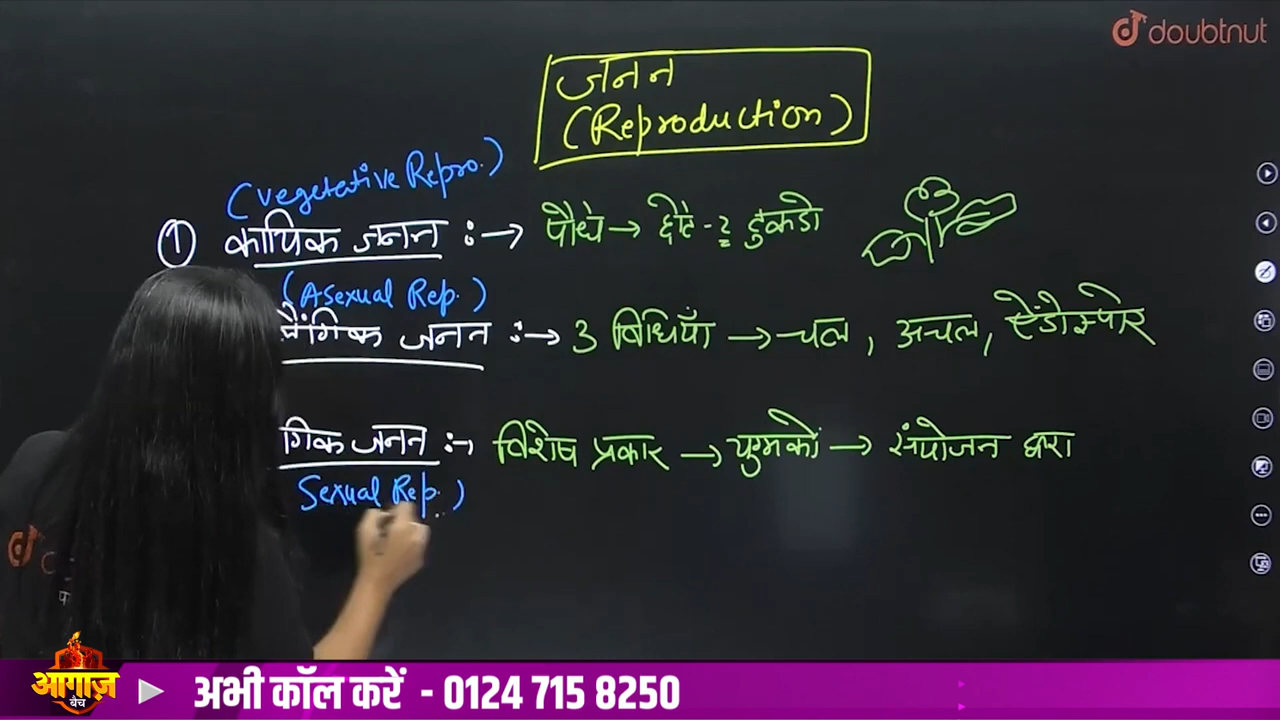 doubtnut
जनन
(Reproduction)
(Vegetative Repro.)
① कायिक जनन :→ पौधे → छोटे-२ टुकडो
(Asexual Rep.)
लैंगिक जनन :→ 3 विधियाँ → चल, अचल, ऐंडोस्पोर
गिक जनन :→ विशेष प्रकार → युग्मको → संयोजन द्वारा
Sexual Rep.)
आगाज़
बैच
अभी कॉल करें - 0124 715 8250